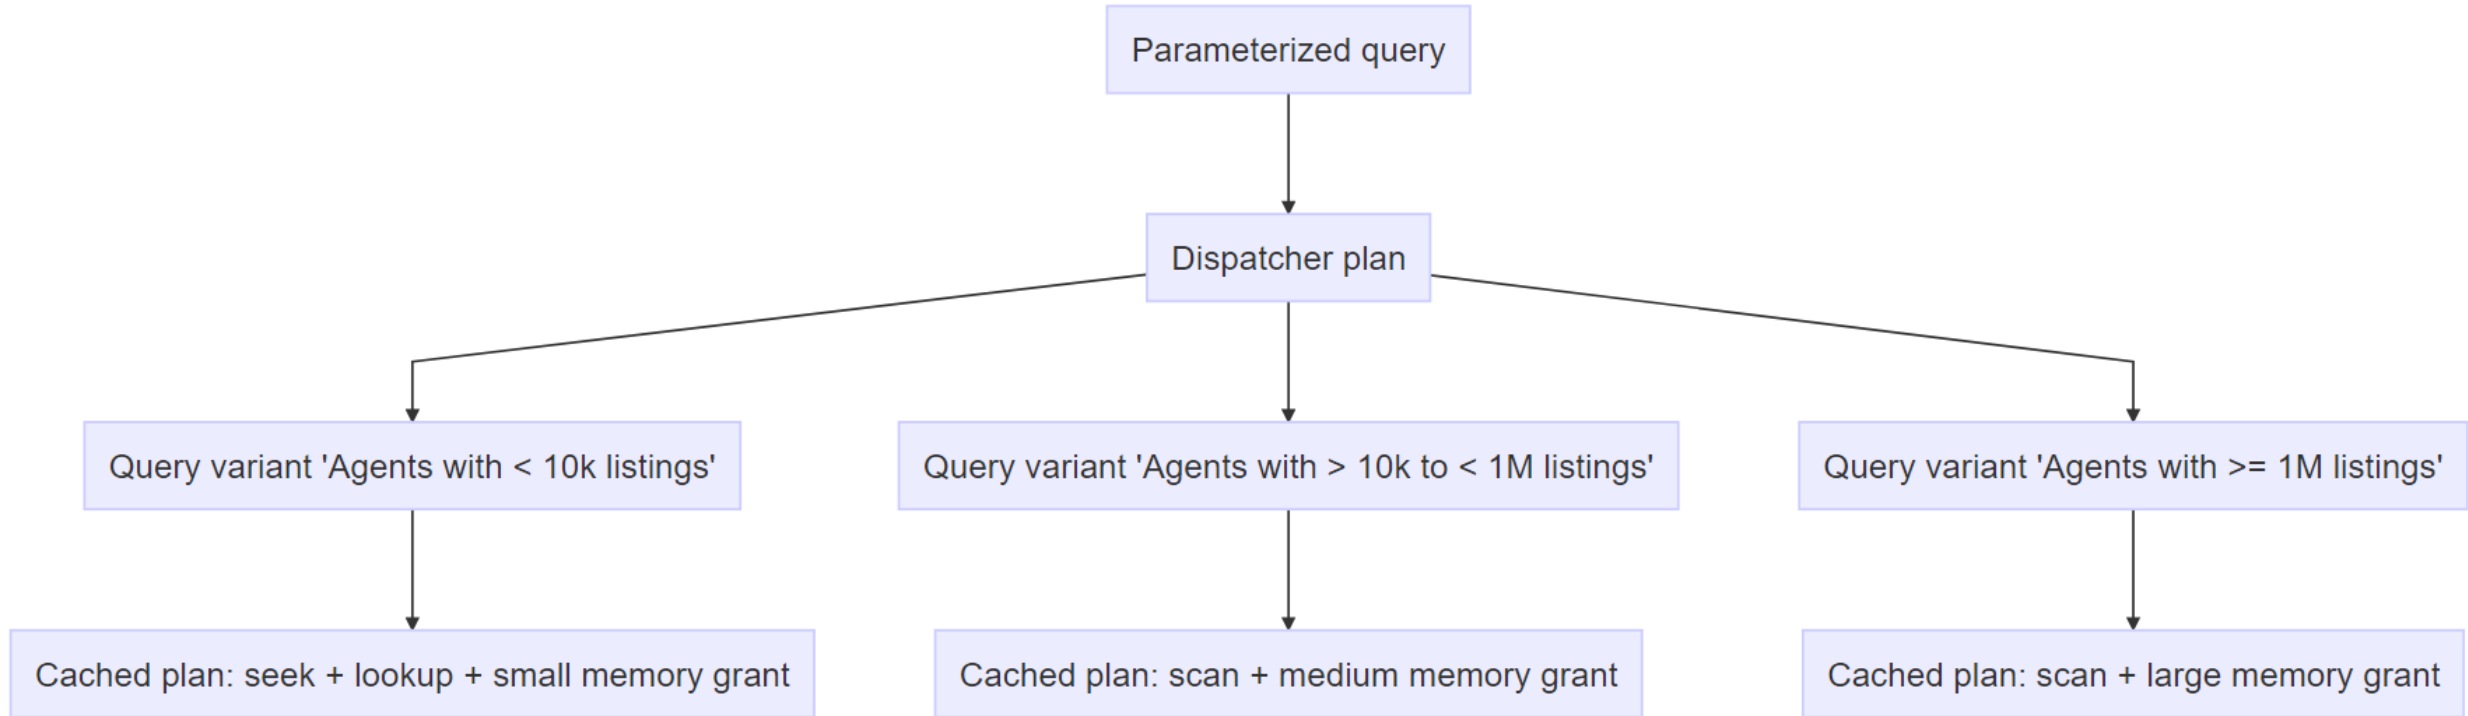 Parameterized query
Dispatcher plan
Query variant 'Agents with < 10k listings'
Query variant 'Agents with > 10k to < 1M listings'
Query variant 'Agents with >= 1M listings'
Cached plan: seek + lookup + small memory grant
Cached plan: scan + medium memory grant
Cached plan: scan + large memory grant